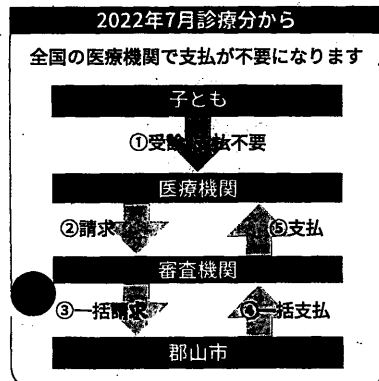 2022年7月診療分から
全国の医療機関で支払が不要になります
子ども
①受診 支払不要
医療機関
②請求
⑤支払
審査機関
③一括請求
④一括支払
郡山市